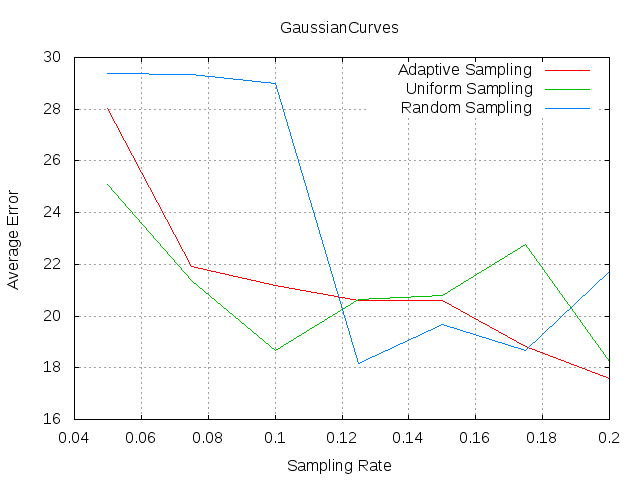 GaussianCurves
30
28
26
24
22
20
18
16
Average Error
Adaptive Sampling
Uniform Sampling
Random Sampling
0.04 0.06 0.08 0.1 0.12 0.14 0.16 0.18 0.2
Sampling Rate